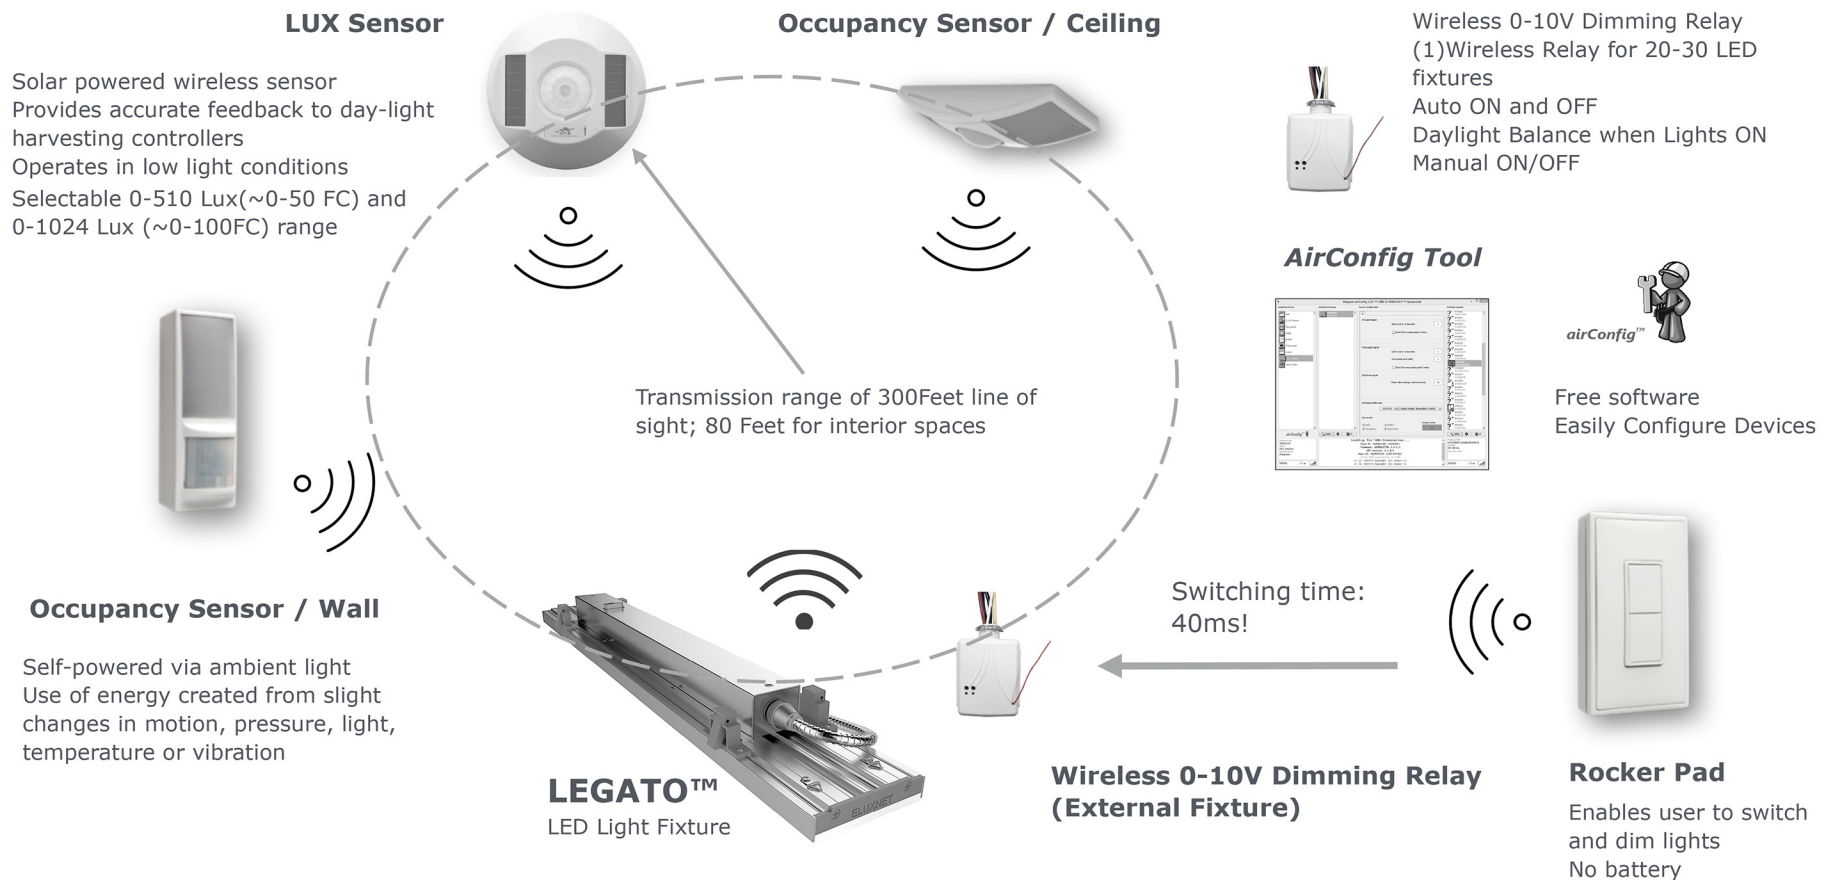 LUX Sensor
Solar powered wireless sensor
Provides accurate feedback to day-light
harvesting controllers
Operates in low light conditions
Selectable 0-510 Lux(~0-50 FC) and
0-1024 Lux (~0-100FC) range
Occupancy Sensor / Ceiling
Wireless 0-10V Dimming Relay
(1)Wireless Relay for 20-30 LED
fixtures
Auto ON and OFF
Daylight Balance when Lights ON
Manual ON/OFF
AirConfig Tool
airConfig
airConfig™
Free software
Easily Configure Devices
Transmission range of 300Feet line of
sight; 80 Feet for interior spaces
Occupancy Sensor / Wall
Self-powered via ambient light
Use of energy created from slight
changes in motion, pressure, light,
temperature or vibration
Switching time:
40ms!
LEGATO™
LED Light Fixture
ELUXNET
Wireless 0-10V Dimming Relay
(External Fixture)
Rocker Pad
Enables user to switch
and dim lights
No battery